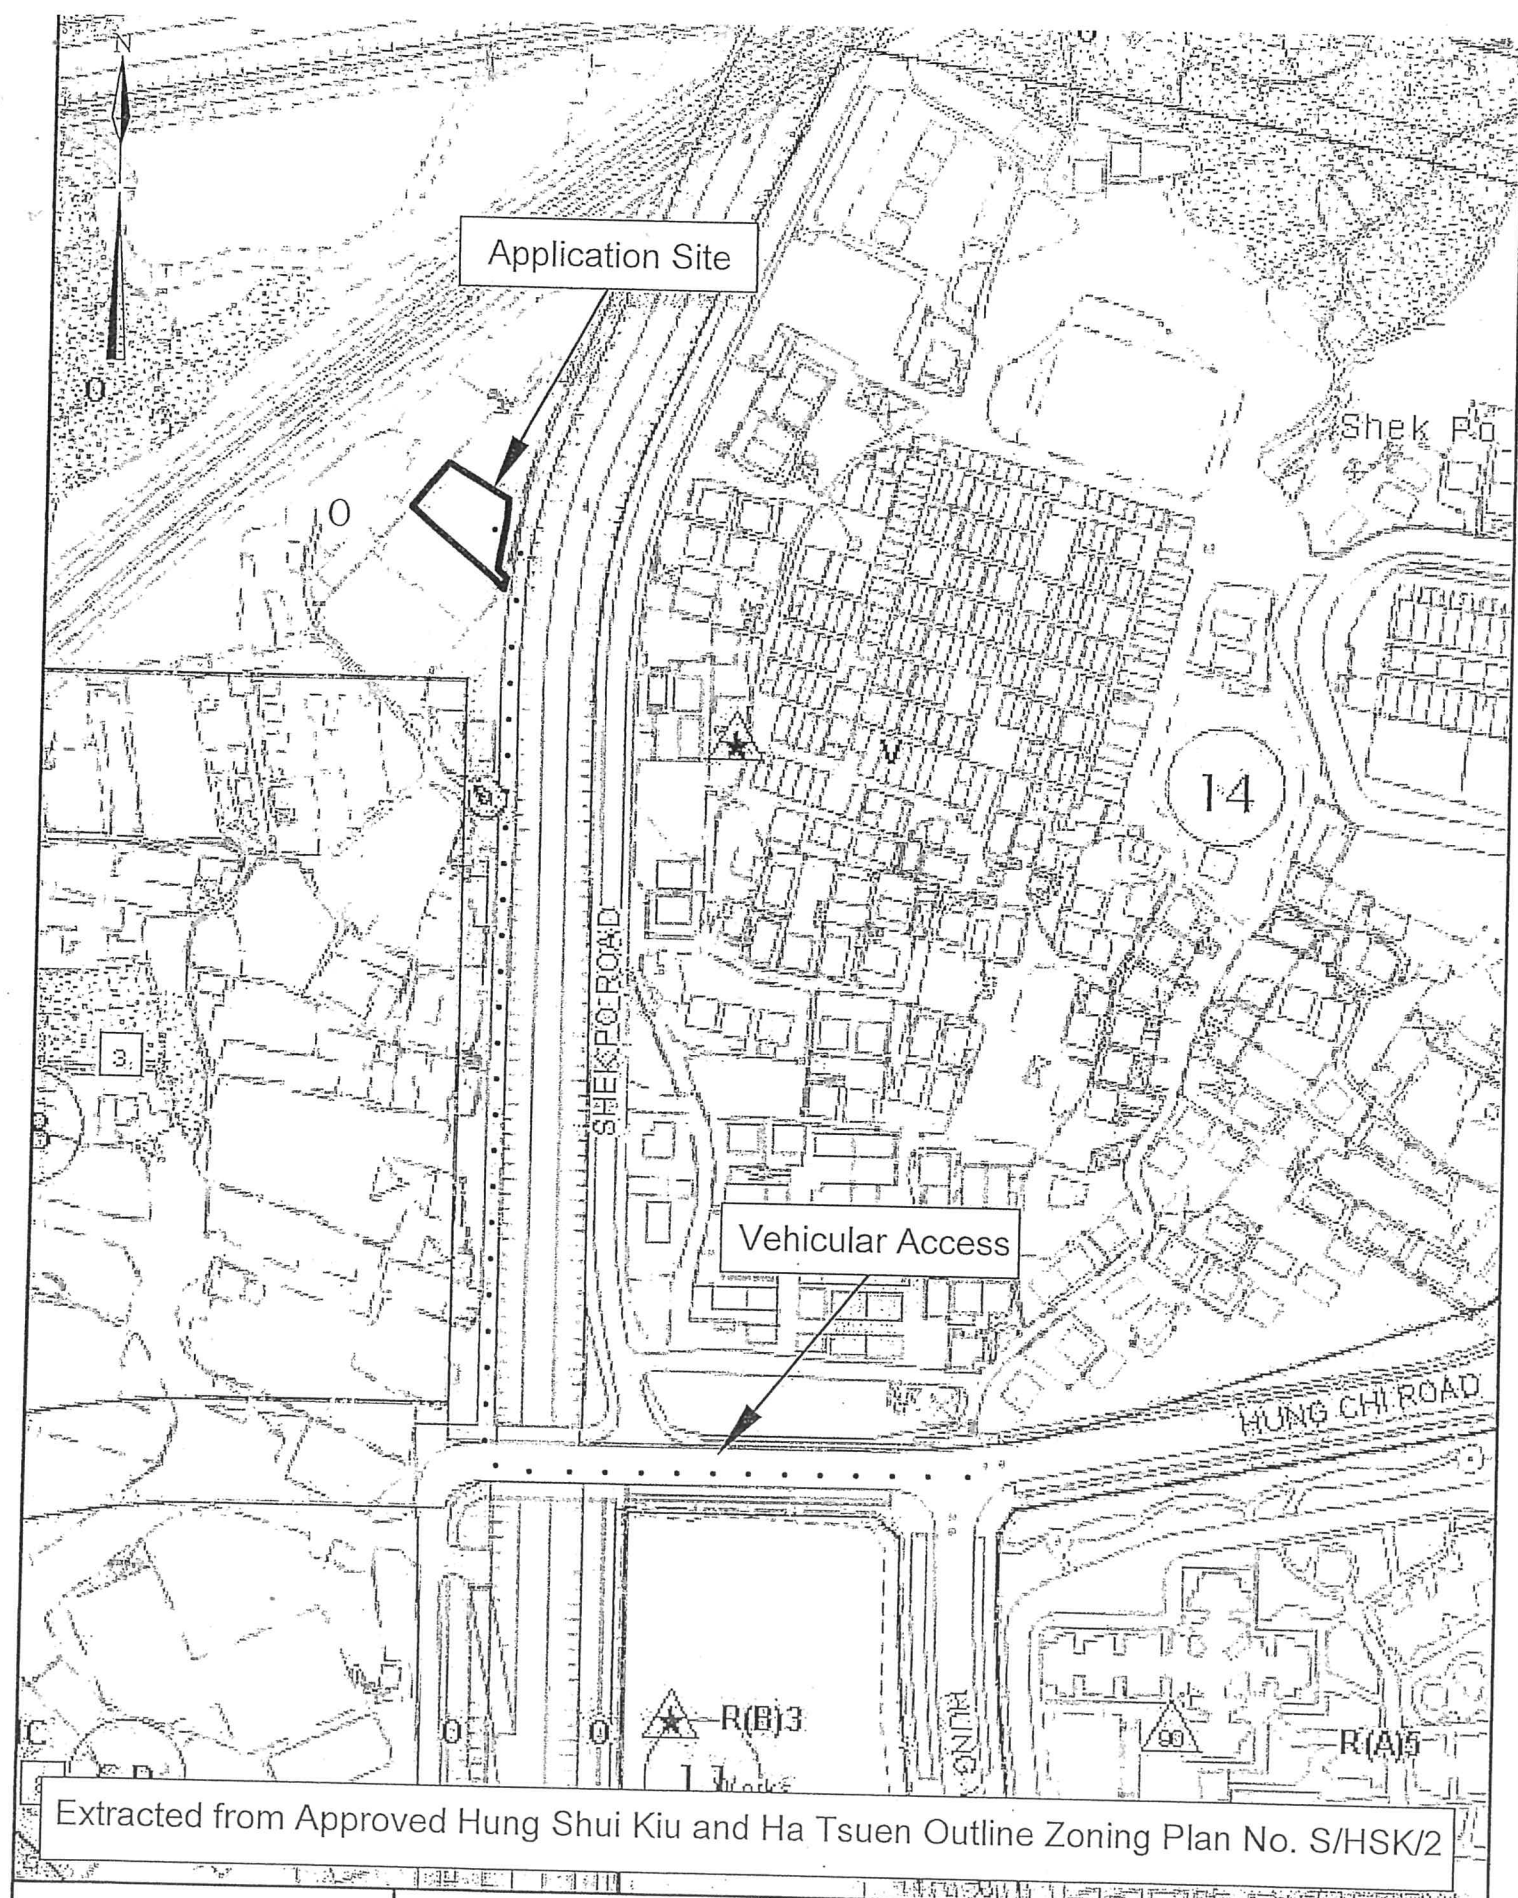 N
Application Site
O
Shek Po
O
V
14
SHEK PO ROAD
3
Vehicular Access
HUNG CHI ROAD
O
O
R(B)3
HUNG
90
R(A)5
C
Extracted from Approved Hung Shui Kiu and Ha Tsuen Outline Zoning Plan No. S/HSK/2